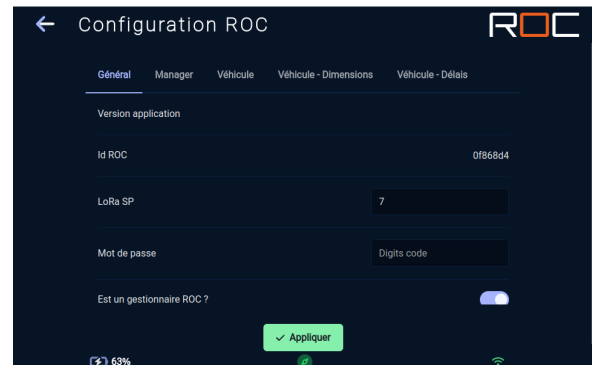 Configuration ROC
ROC
Général Manager Véhicule Véhicule - Dimensions Véhicule - Délais
Version application
Id ROC 0f868d4
LoRa SP 7
Mot de passe Digits code
Est un gestionnaire ROC ?
Appliquer
63%